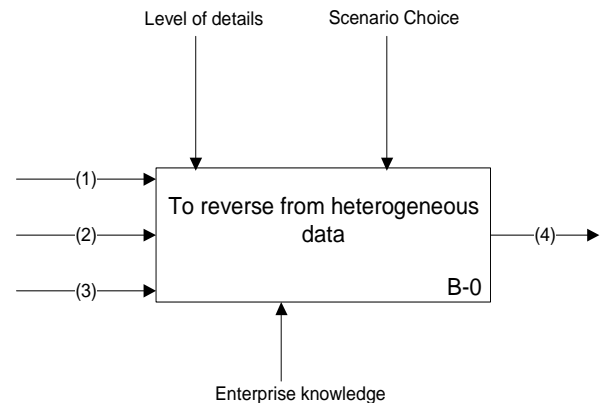 Level of details
Scenario Choice
(1)
To reverse from heterogeneous
data
(2)
(4)
(3)
B-0
Enterprise knowledge